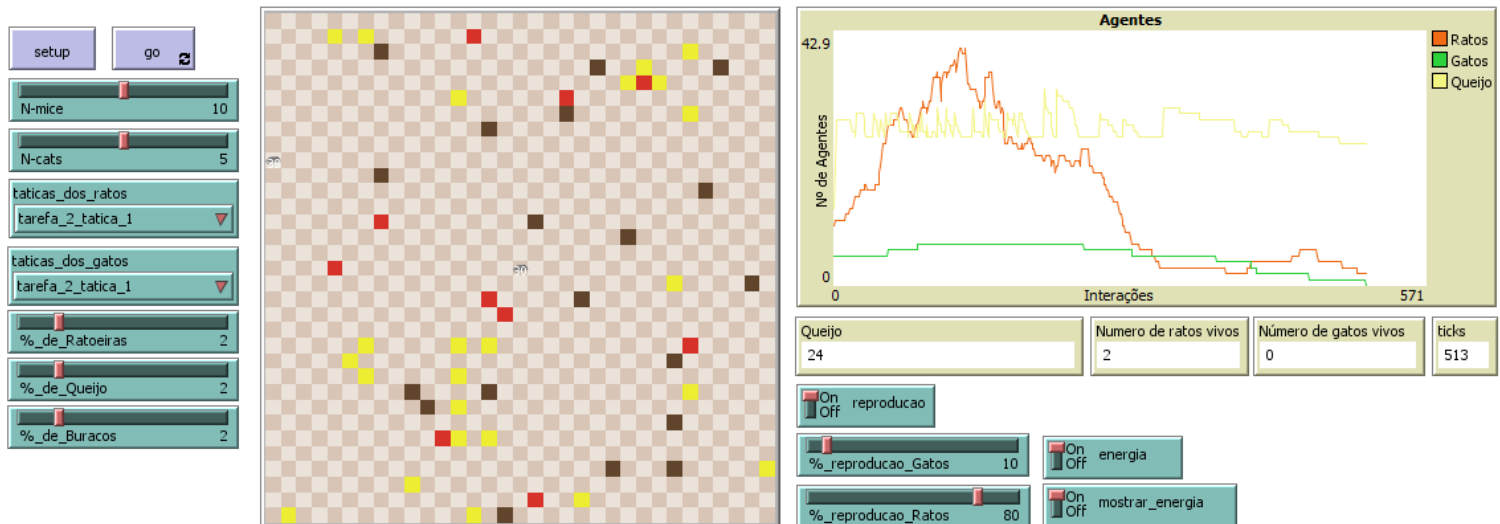 setup
go
N-mice 10
N-cats 5
taticas_dos_ratos
tarefa_2_tatica_1
taticas_dos_gatos
tarefa_2_tatica_1
%_de_Ratoeiras 2
%_de_Queijo 2
%_de_Buracos 2
30
Agentes
42.9
Nº de Agentes
0
0
Interações
571
Ratos
Gatos
Queijo
Queijo
24
Numero de ratos vivos
2
Número de gatos vivos
0
ticks
513
On
Off
reproducao
%_reproducao_Gatos 10
On
Off
energia
%_reproducao_Ratos 80
On
Off
mostrar_energia